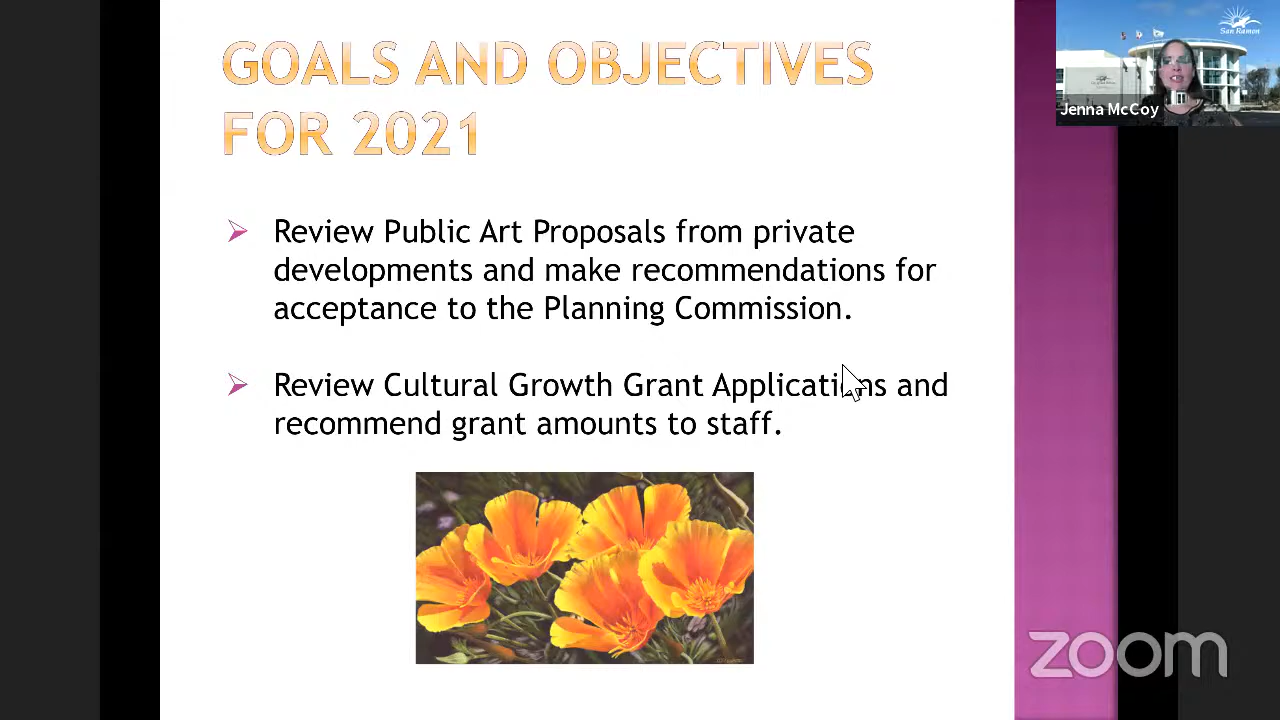 GOALS AND OBJECTIVES
FOR 2021
San Ramon
Jenna McCoy
Review Public Art Proposals from private
developments and make recommendations for
acceptance to the Planning Commission.
Review Cultural Growth Grant Applications and
recommend grant amounts to staff.
zoom